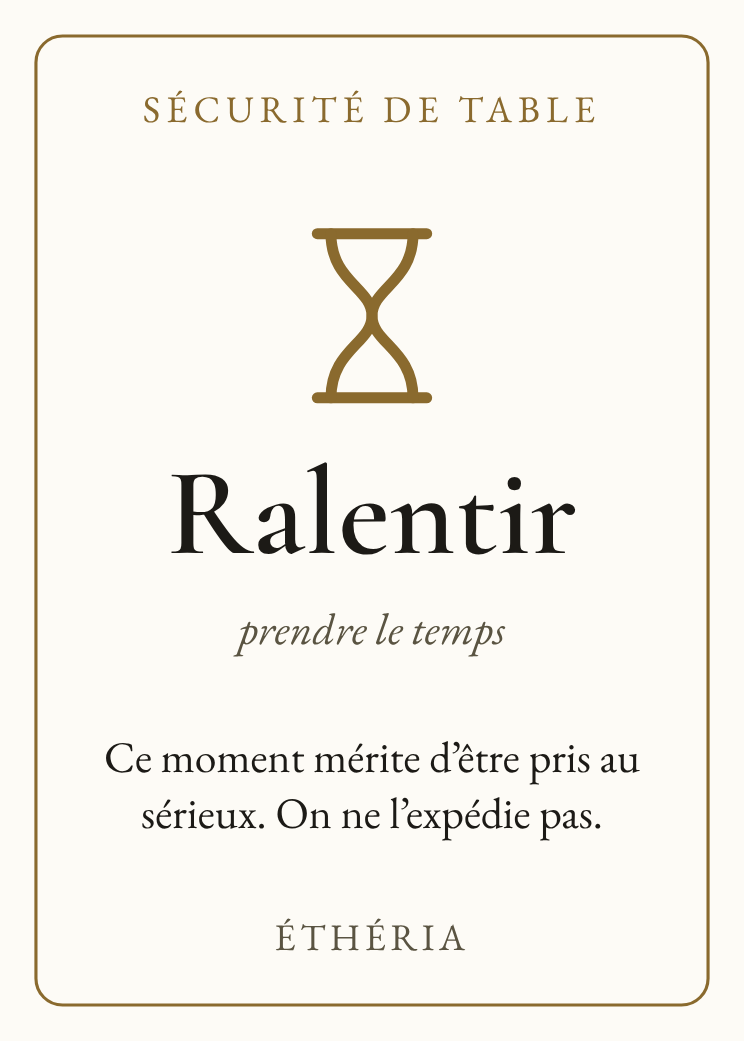 SÉCURITÉ DE TABLE
Ralentir
prendre le temps
Ce moment mérite d’être pris au
sérieux. On ne l’expédie pas.
ÉTHÉRIA